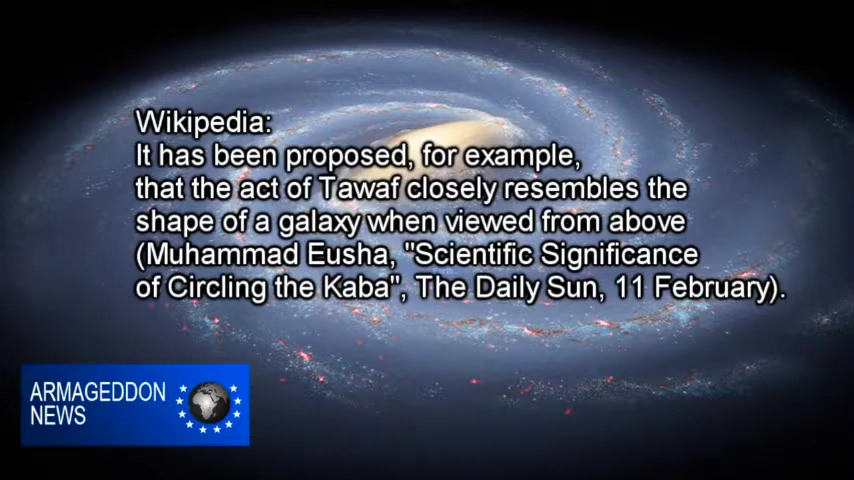 Wikipedia:
It has been proposed, for example,
that the act of Tawaf closely resembles the
shape of a galaxy when viewed from above
(Muhammad Eusha, "Scientific Significance
of Circling the Kaba", The Daily Sun, 11 February).
ARMAGEDDON
NEWS